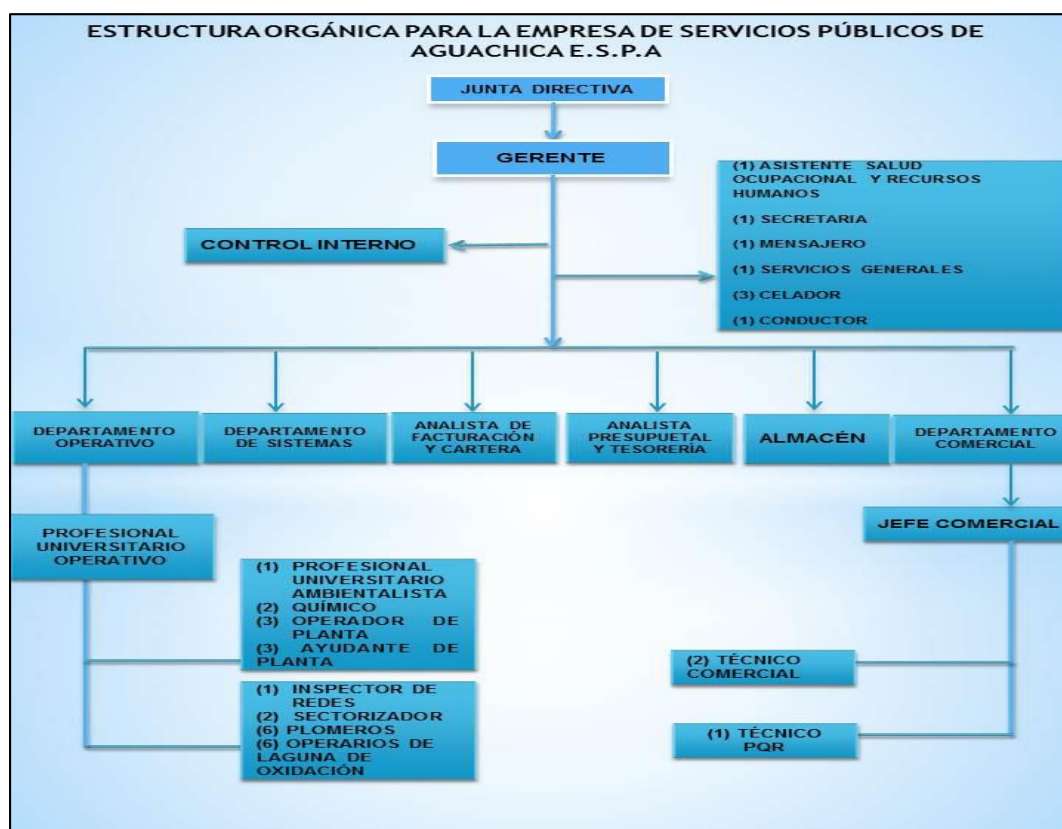 ESTRUCTURA ORGÁNICA PARA LA EMPRESA DE SERVICIOS PÚBLICOS DE
AGUACHICA E.S.P.A
JUNTA DIRECTIVA
GERENTE
(1) ASISTENTE SALUD
OCUPACIONAL Y RECURSOS
HUMANOS
(1) SECRETARIA
(1) MENSAJERO
(1) SERVICIOS GENERALES
(3) CELADOR
(1) CONDUCTOR
CONTROL INTERNO
DEPARTAMENTO
OPERATIVO
DEPARTAMENTO
DE SISTEMAS
ANALISTA DE
FACTURACIÓN
Y CARTERA
ANALISTA
PRESUPUETAL
Y TESORERÍA
ALMACÉN
DEPARTAMENTO
COMERCIAL
PROFESIONAL
UNIVERSITARIO
OPERATIVO
JEFE COMERCIAL
(1) PROFESIONAL
UNIVERSITARIO
AMBIENTALISTA
(2) QUÍMICO
(3) OPERADOR DE
PLANTA
(3) AYUDANTE DE
PLANTA
(2) TÉCNICO
COMERCIAL
(1) INSPECTOR DE
REDES
(2) SECTORIZADOR
(6) PLOMEROS
(6) OPERARIOS DE
LAGUNA DE
OXIDACIÓN
(1) TÉCNICO
PQR